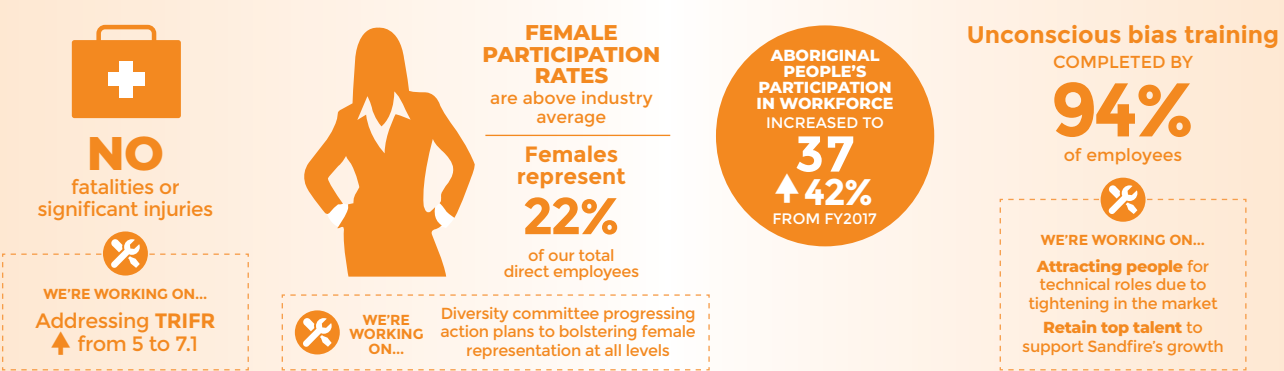 NO
fatalities or
significant injuries
WE'RE WORKING ON...
Addressing TRIFR
from 5 to 7.1
FEMALE
PARTICIPATION
RATES
are above industry
average
Females
represent
22%
of our total
direct employees
WE'RE
WORKING
ON...
Diversity committee progressing
action plans to bolstering female
representation at all levels
ABORIGINAL
PEOPLE'S
PARTICIPATION
IN WORKFORCE
INCREASED TO
37
42%
FROM FY2017
Unconscious bias training
COMPLETED BY
94%
of employees
WE'RE WORKING ON...
Attracting people for
technical roles due to
tightening in the market
Retain top talent to
support Sandfire's growth